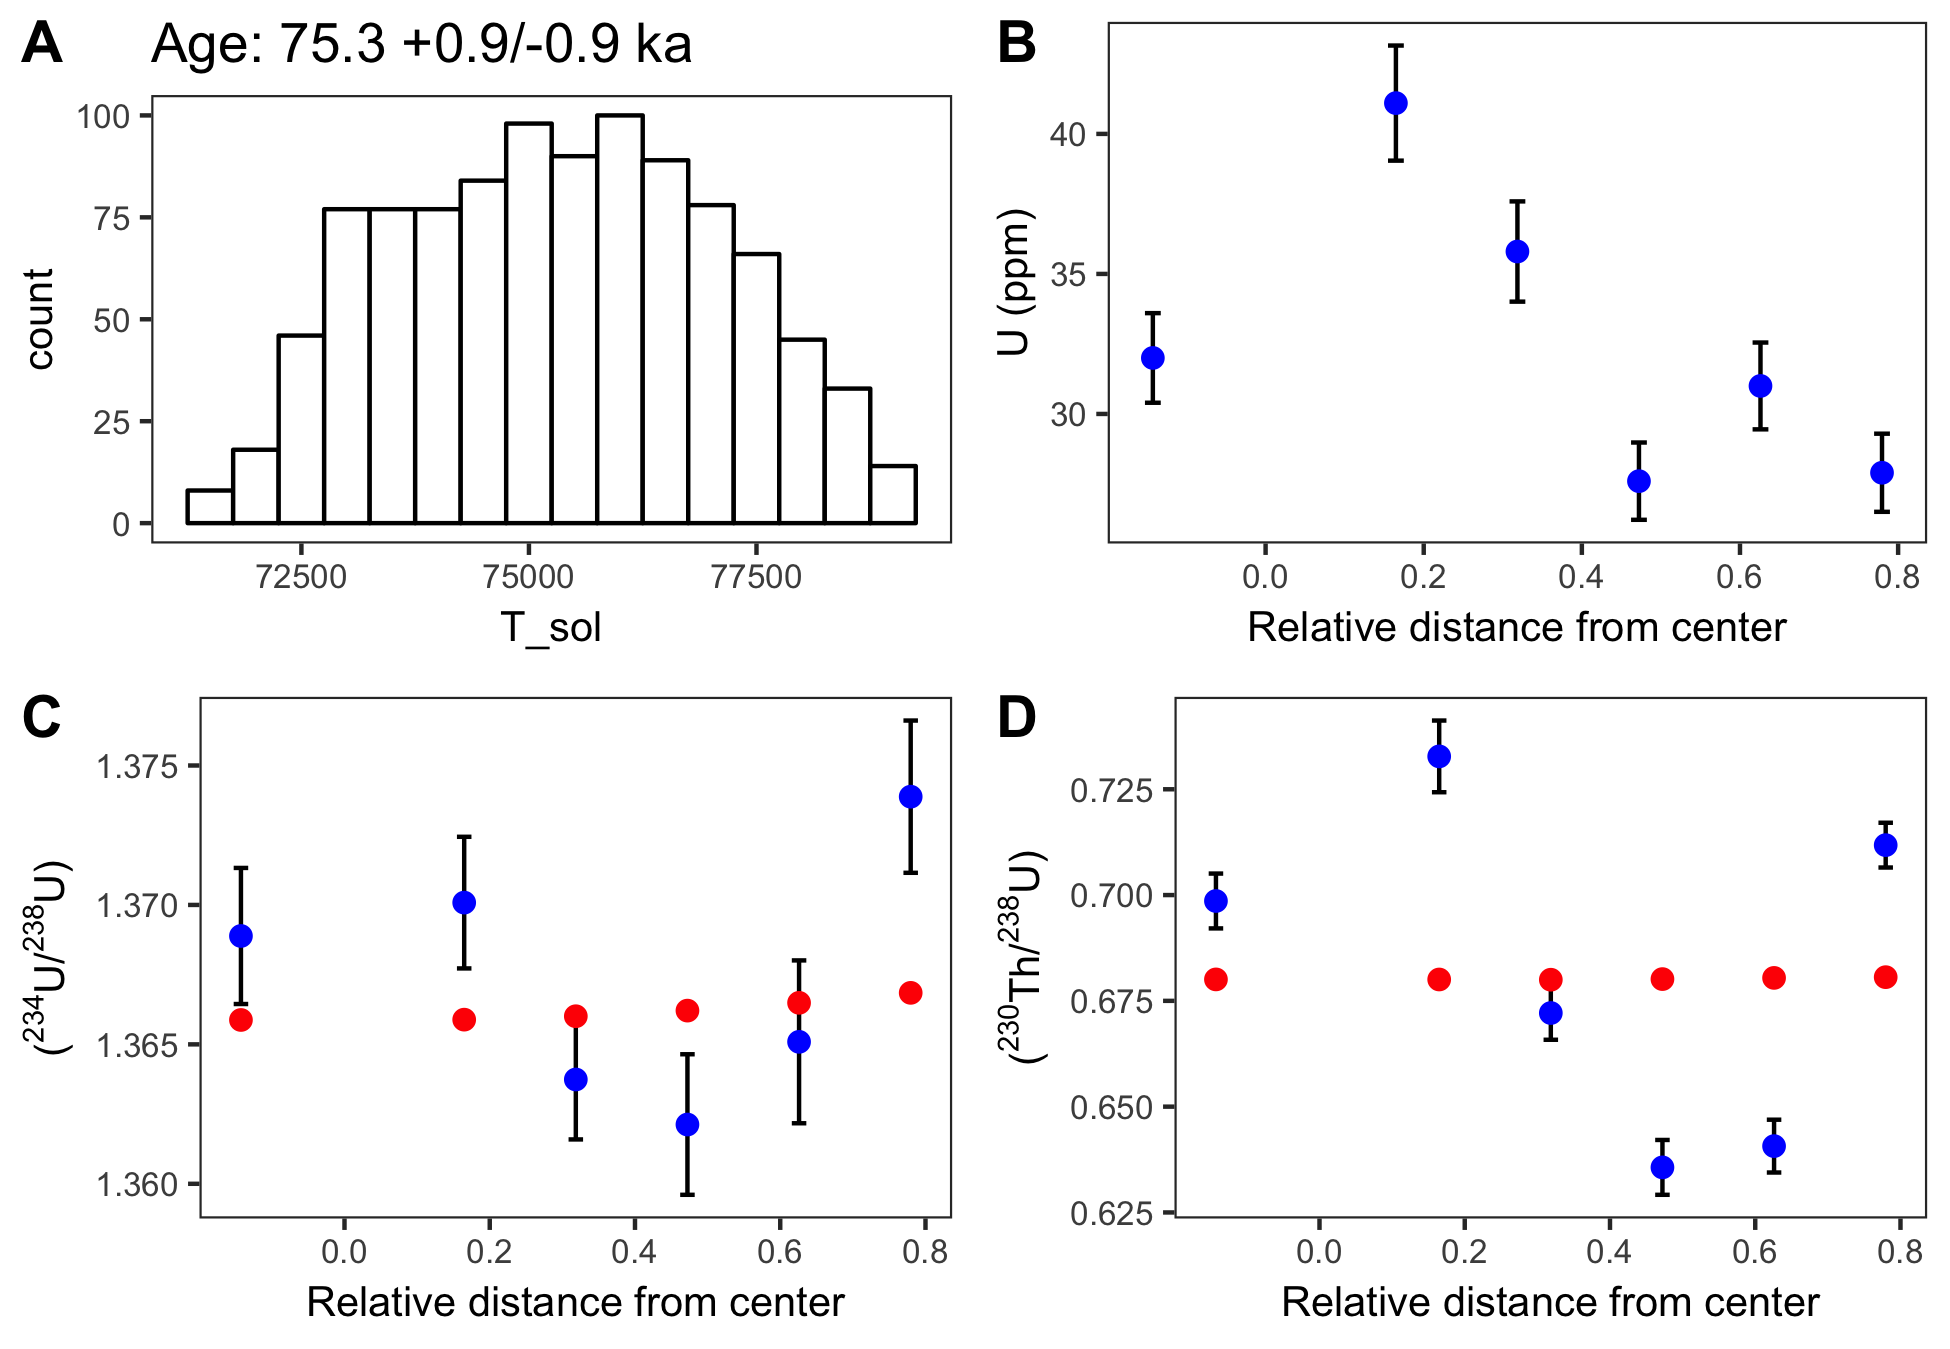 A Age: 75.3 +0.9/-0.9 ka
100
75
50
25
0
count
72500 75000 77500
T_sol
B
40
35
30
U (ppm)
0.0 0.2 0.4 0.6 0.8
Relative distance from center
C
1.375
1.370
1.365
1.360
(²³⁴U/²³⁸U)
0.0 0.2 0.4 0.6 0.8
Relative distance from center
D
0.725
0.700
0.675
0.650
0.625
(²³⁰Th/²³⁸U)
0.0 0.2 0.4 0.6 0.8
Relative distance from center